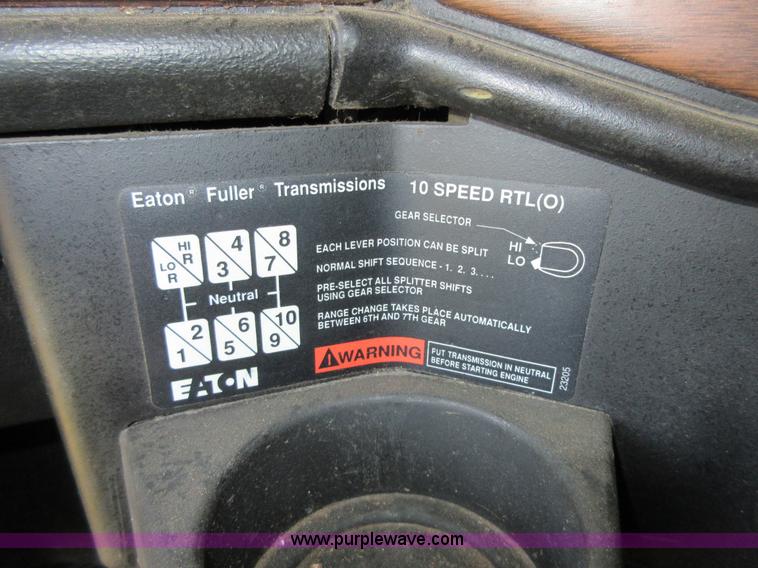 Eaton® Fuller® Transmissions 10 SPEED RTL(O)
GEAR SELECTOR
HI
LO
LO R HI R
3 4
7 8
Neutral
1 2
5 6
9 10
EATON
EACH LEVER POSITION CAN BE SPLIT
NORMAL SHIFT SEQUENCE - 1. 2. 3. . . .
PRE-SELECT ALL SPLITTER SHIFTS
USING GEAR SELECTOR
RANGE CHANGE TAKES PLACE AUTOMATICALLY
BETWEEN 6TH AND 7TH GEAR
WARNING
PUT TRANSMISSION IN NEUTRAL
BEFORE STARTING ENGINE
23205
www.purplewave.com